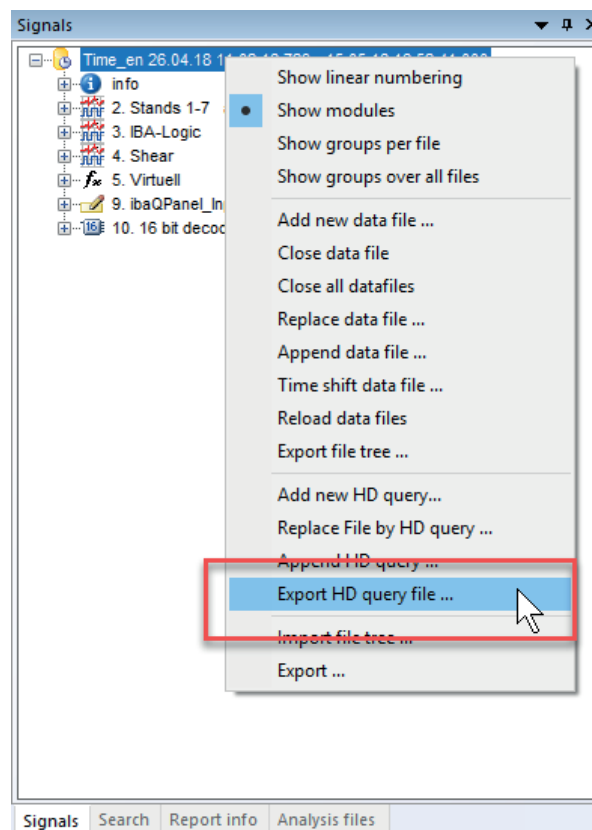 Signals
Time_en 26.04.18
info
2. Stands 1-7
3. IBA-Logic
4. Shear
5. Virtuell
9. ibaQPanel_In
10. 16 bit decod
Show linear numbering
Show modules
Show groups per file
Show groups over all files
Add new data file ...
Close data file
Close all datafiles
Replace data file ...
Append data file ...
Time shift data file ...
Reload data files
Export file tree ...
Add new HD query...
Replace File by HD query ...
Append HD query ...
Export HD query file ...
Import file tree ...
Export ...
Signals Search Report info Analysis files